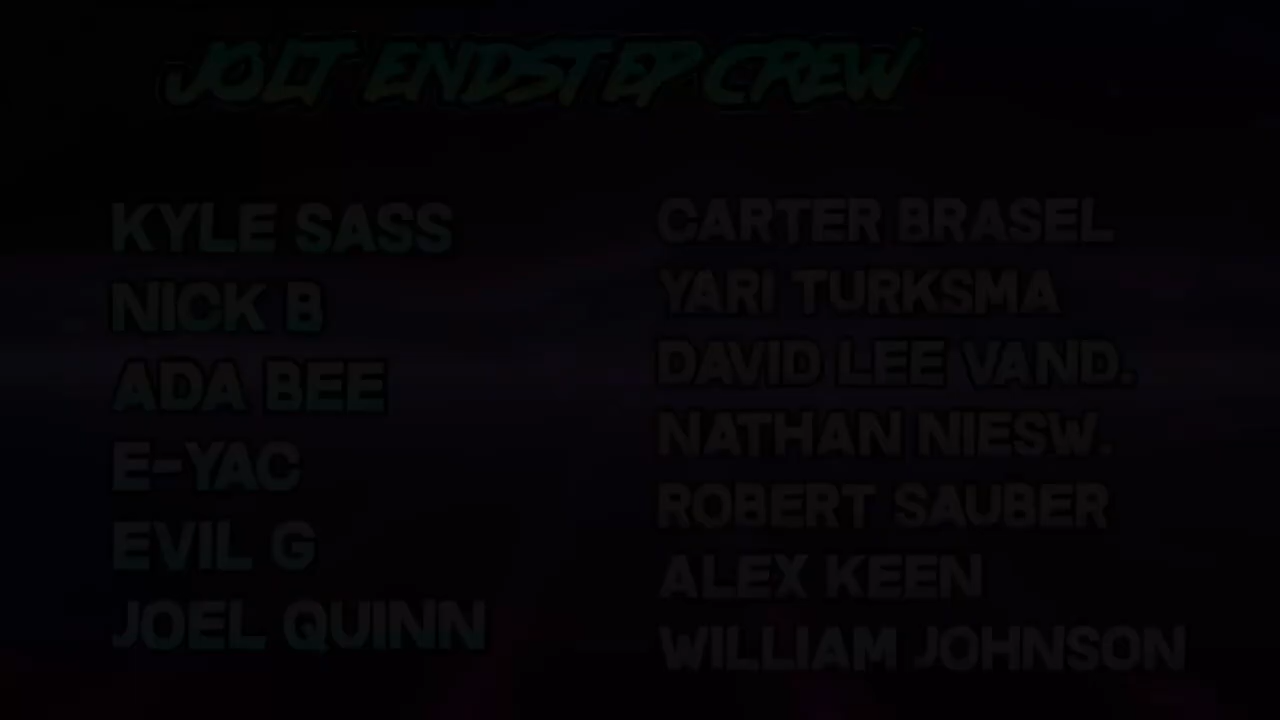 JOLT ENDSTEP CREW
KYLE SASS
NICK B
ADA BEE
E-YAC
EVIL G
JOEL QUINN
CARTER BRASEL
YARI TURKSMA
DAVID LEE VAND.
NATHAN NIESW.
ROBERT SAUBER
ALEX KEEN
WILLIAM JOHNSON